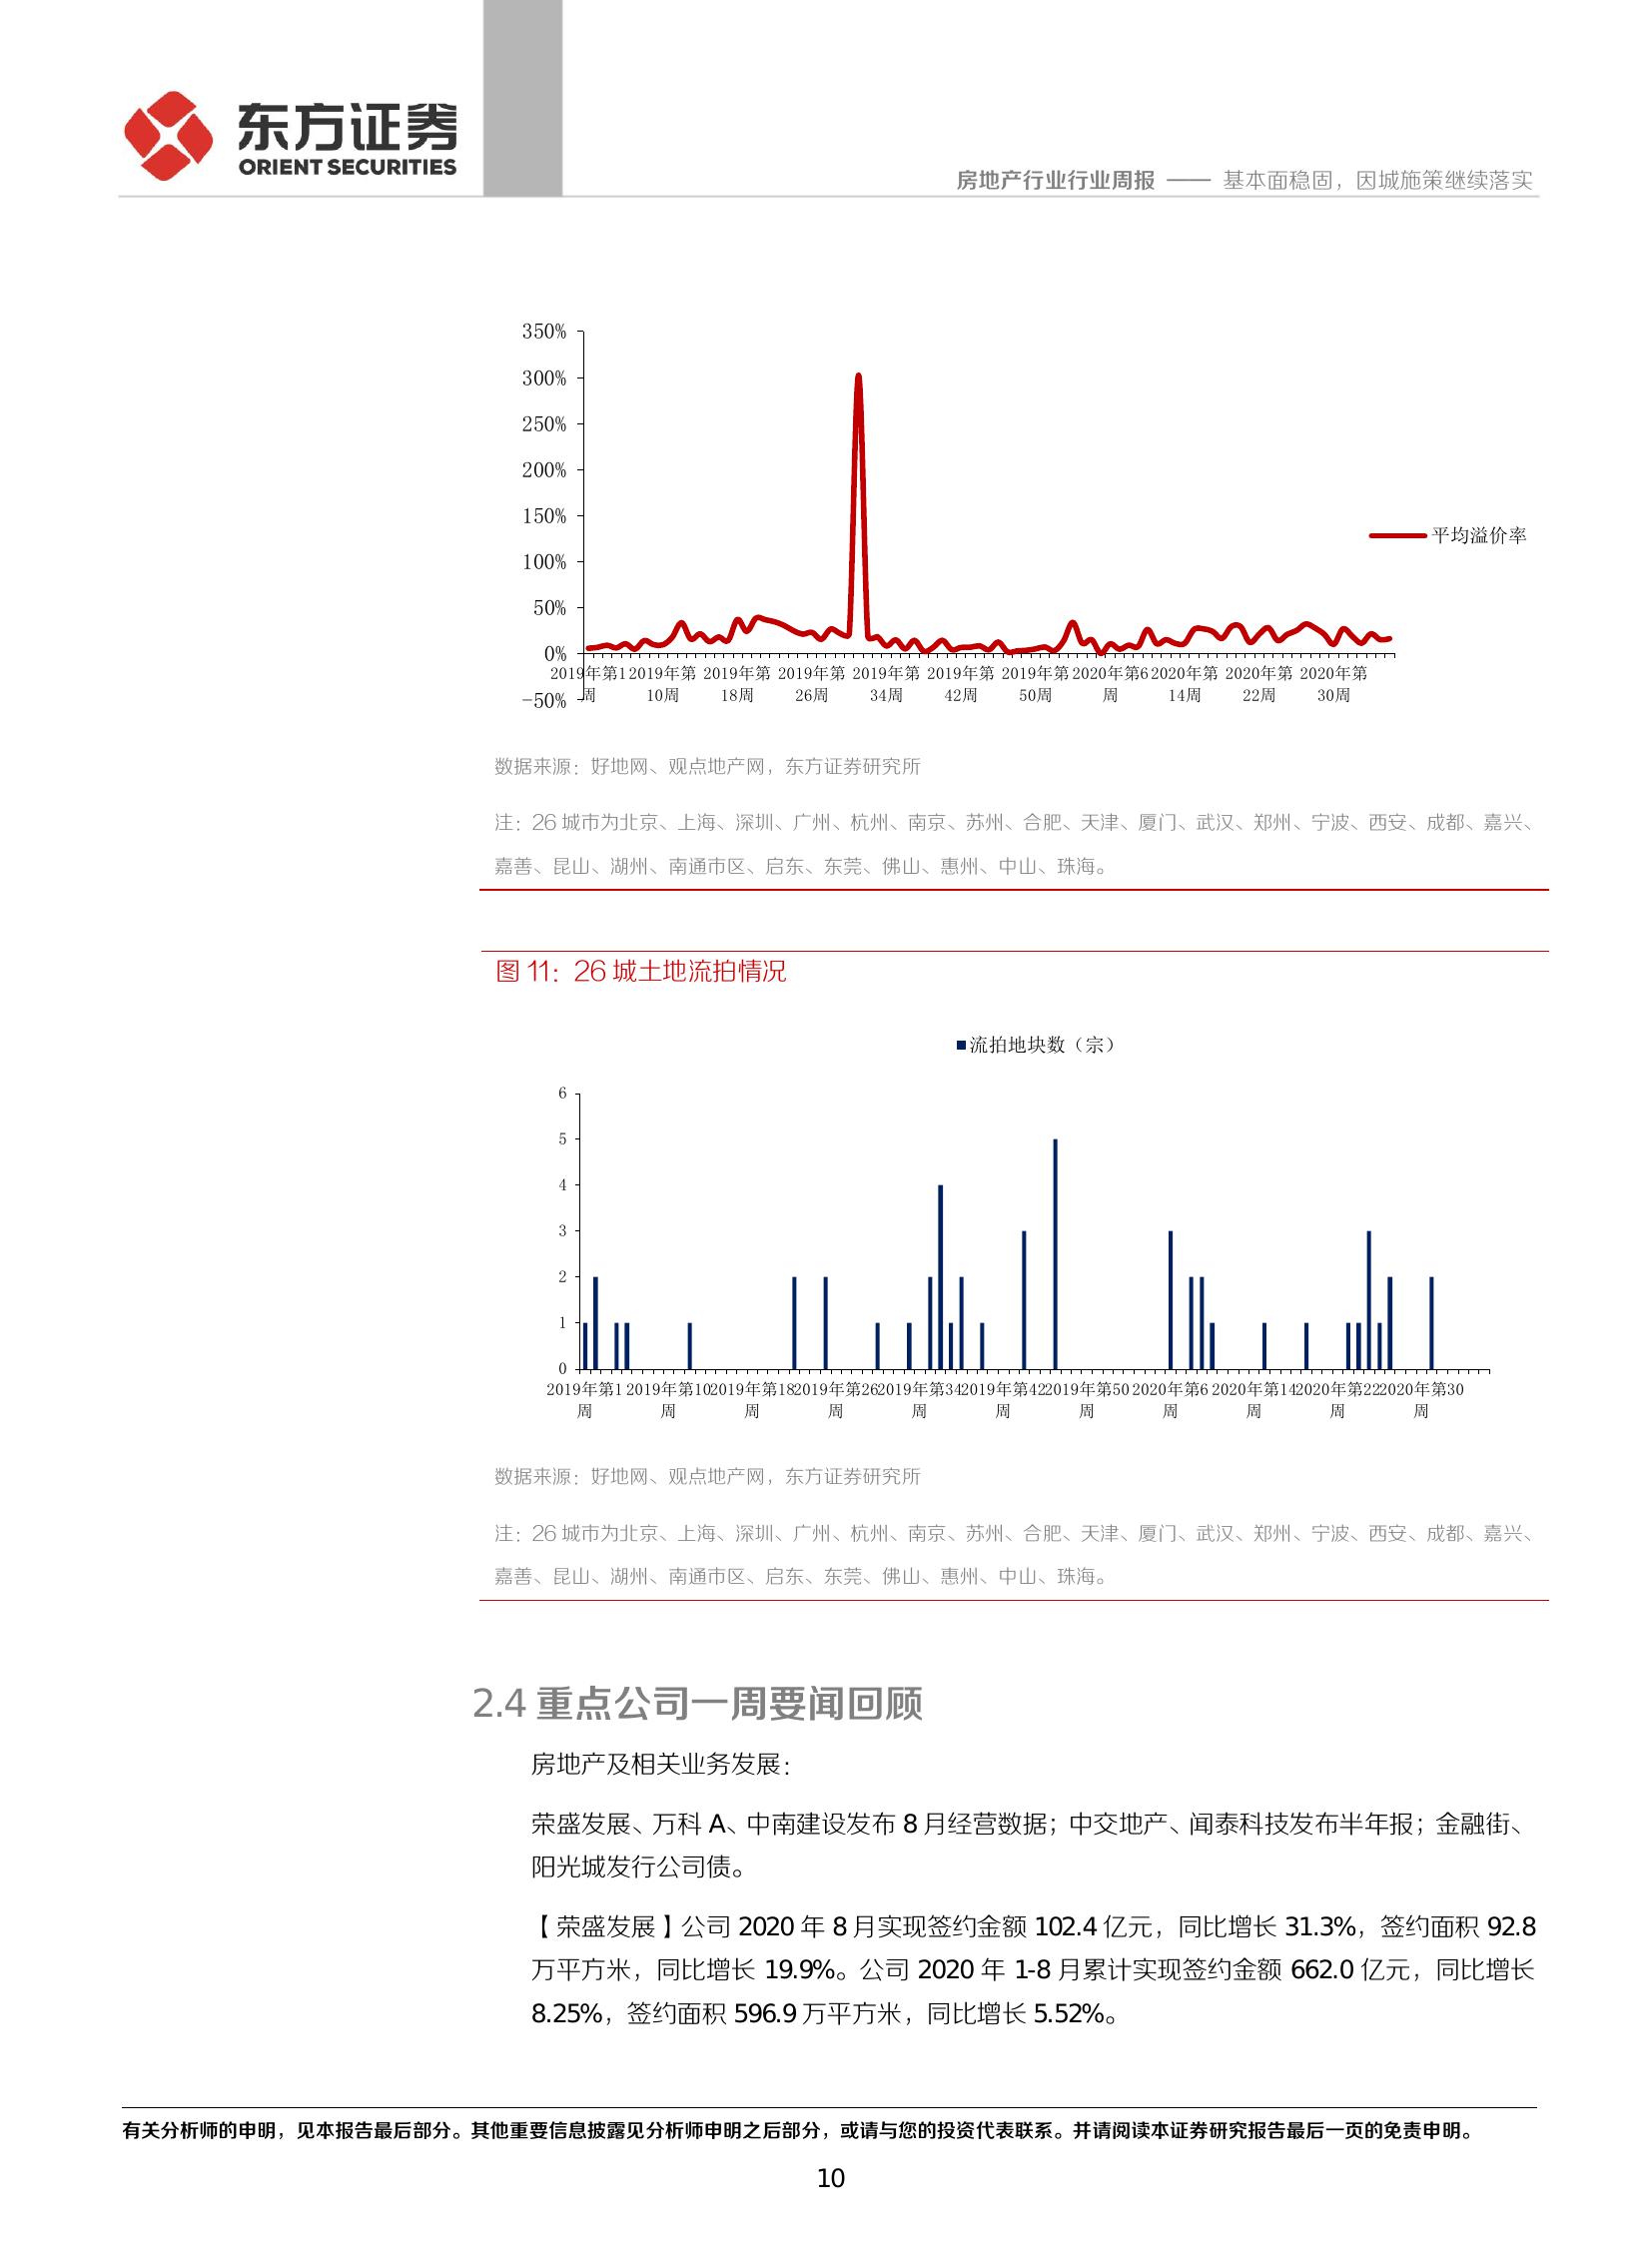 东方证券
ORIENT SECURITIES
房地产行业行业周报 —— 基本面稳固，因城施策继续落实
350%
300%
250%
200%
150%
100%
50%
0%
-50%
平均溢价率
2019年第1周 2019年第10周 2019年第18周 2019年第26周 2019年第34周 2019年第42周 2019年第50周 2020年第6周 2020年第14周 2020年第22周 2020年第30周
数据来源：好地网、观点地产网，东方证券研究所
注：26 城市为北京、上海、深圳、广州、杭州、南京、苏州、合肥、天津、厦门、武汉、郑州、宁波、西安、成都、嘉兴、
嘉善、昆山、湖州、南通市区、启东、东莞、佛山、惠州、中山、珠海。
图 11：26 城土地流拍情况
流拍地块数（宗）
6
5
4
3
2
1
0
2019年第1周 2019年第10周 2019年第18周 2019年第26周 2019年第34周 2019年第42周 2019年第50周 2020年第6周 2020年第14周 2020年第22周 2020年第30周
数据来源：好地网、观点地产网，东方证券研究所
注：26 城市为北京、上海、深圳、广州、杭州、南京、苏州、合肥、天津、厦门、武汉、郑州、宁波、西安、成都、嘉兴、
嘉善、昆山、湖州、南通市区、启东、东莞、佛山、惠州、中山、珠海。
2.4 重点公司一周要闻回顾
房地产及相关业务发展：
荣盛发展、万科 A、中南建设发布 8 月经营数据；中交地产、闻泰科技发布半年报；金融街、
阳光城发行公司债。
【荣盛发展】公司 2020 年 8 月实现签约金额 102.4 亿元，同比增长 31.3%，签约面积 92.8
万平方米，同比增长 19.9%。公司 2020 年 1-8 月累计实现签约金额 662.0 亿元，同比增长
8.25%，签约面积 596.9 万平方米，同比增长 5.52%。
有关分析师的申明，见本报告最后部分。其他重要信息披露见分析师申明之后部分，或请与您的投资代表联系。并请阅读本证券研究报告最后一页的免责申明。
10